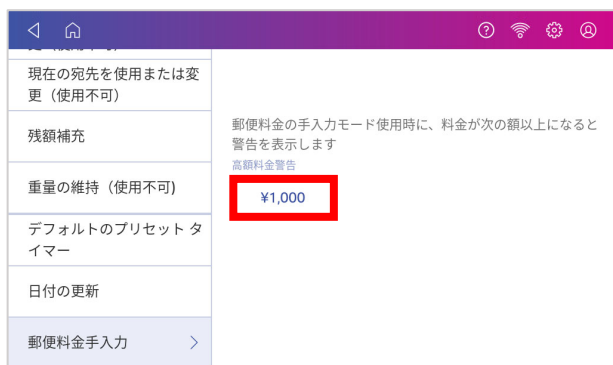 現在の宛先を使用または変
更（使用不可）
残額補充
重量の維持（使用不可)
デフォルトのプリセット タ
イマー
日付の更新
郵便料金手入力
郵便料金の手入力モード使用時に、料金が次の額以上になると
警告を表示します
高額料金警告
¥1,000